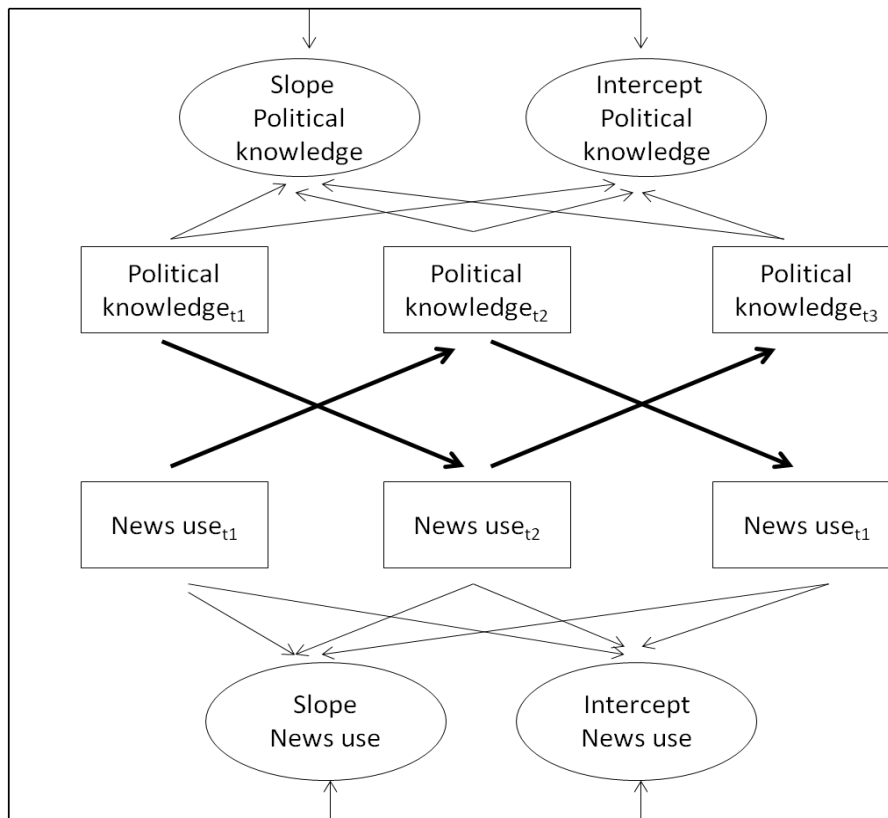 Slope
Political
knowledge
Intercept
Political
knowledge
Political
knowledget1
Political
knowledget2
Political
knowledget3
News uset1
News uset2
News uset1
Slope
News use
Intercept
News use